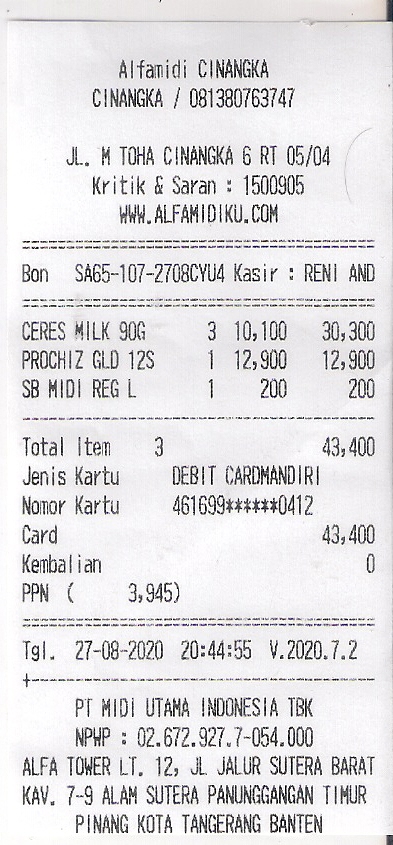 Alfamidi CINANGKA
CINANGKA / 081380763747
JL. M TOHA CINANGKA 6 RT 05/04
Kritik & Saran : 1500905
WWW.ALFAMIDIKU.COM
Bon SA65-107-2708CYU4 Kasir : RENI AND
CERES MILK 90G 3 10,100 30,300
PROCHIZ GLD 12S 1 12,900 12,900
SB MIDI REG L 1 200 200
Total Item 3 43,400
Jenis Kartu DEBIT CARDMANDIRI
Nomor Kartu 461699******0412
Card 43,400
Kembalian 0
PPN ( 3,945)
Tgl. 27-08-2020 20:44:55 V.2020.7.2
PT MIDI UTAMA INDONESIA TBK
NPWP : 02.672.927.7-054.000
ALFA TOWER LT. 12, JL JALUR SUTERA BARAT
KAV. 7-9 ALAM SUTERA PANUNGGANGAN TIMUR
PINANG KOTA TANGERANG BANTEN